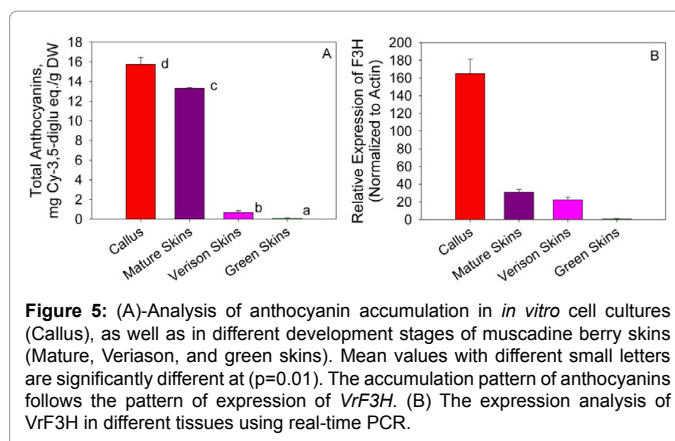 18
16
14
12
10
8
6
4
2
0
Total Anthocyanins,
mg Cy-3,5-diglu eq./g DW
A
d
c
b
a
Callus
Mature Skins
Verison Skins
Green Skins
200
180
160
140
120
100
80
60
40
20
0
Relative Expression of F3H
(Normalized to Actin)
B
Callus
Mature Skins
Verison Skins
Green Skins
Figure 5: (A)-Analysis of anthocyanin accumulation in in vitro cell cultures
(Callus), as well as in different development stages of muscadine berry skins
(Mature, Veriason, and green skins). Mean values with different small letters
are significantly different at (p=0.01). The accumulation pattern of anthocyanins
follows the pattern of expression of VrF3H. (B) The expression analysis of
VrF3H in different tissues using real-time PCR.